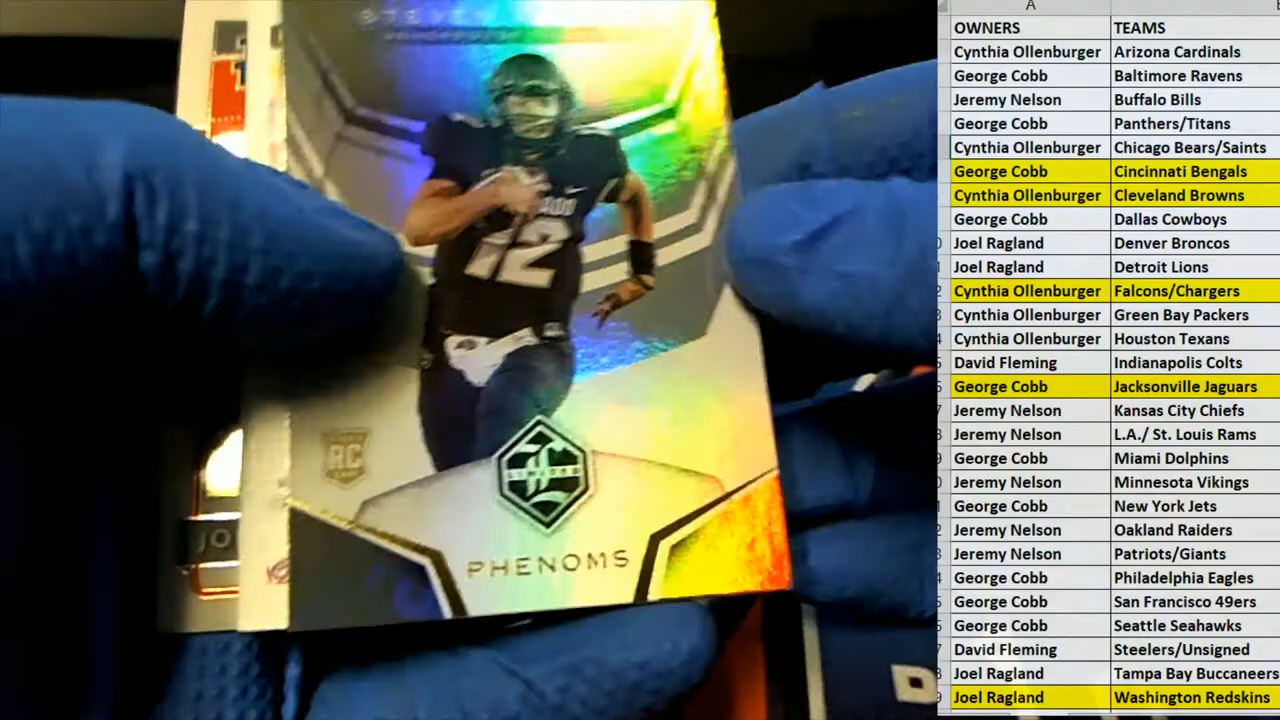 A
OWNERS TEAMS
Cynthia Ollenburger Arizona Cardinals
George Cobb Baltimore Ravens
Jeremy Nelson Buffalo Bills
George Cobb Panthers/Titans
Cynthia Ollenburger Chicago Bears/Saints
George Cobb Cincinnati Bengals
Cynthia Ollenburger Cleveland Browns
George Cobb Dallas Cowboys
Joel Ragland Denver Broncos
Joel Ragland Detroit Lions
Cynthia Ollenburger Falcons/Chargers
Cynthia Ollenburger Green Bay Packers
Cynthia Ollenburger Houston Texans
David Fleming Indianapolis Colts
George Cobb Jacksonville Jaguars
Jeremy Nelson Kansas City Chiefs
Jeremy Nelson L.A./ St. Louis Rams
George Cobb Miami Dolphins
Jeremy Nelson Minnesota Vikings
George Cobb New York Jets
Jeremy Nelson Oakland Raiders
Jeremy Nelson Patriots/Giants
George Cobb Philadelphia Eagles
George Cobb San Francisco 49ers
George Cobb Seattle Seahawks
David Fleming Steelers/Unsigned
Joel Ragland Tampa Bay Buccaneers
Joel Ragland Washington Redskins
12
RC
LIMITED
PHENOMS
JO